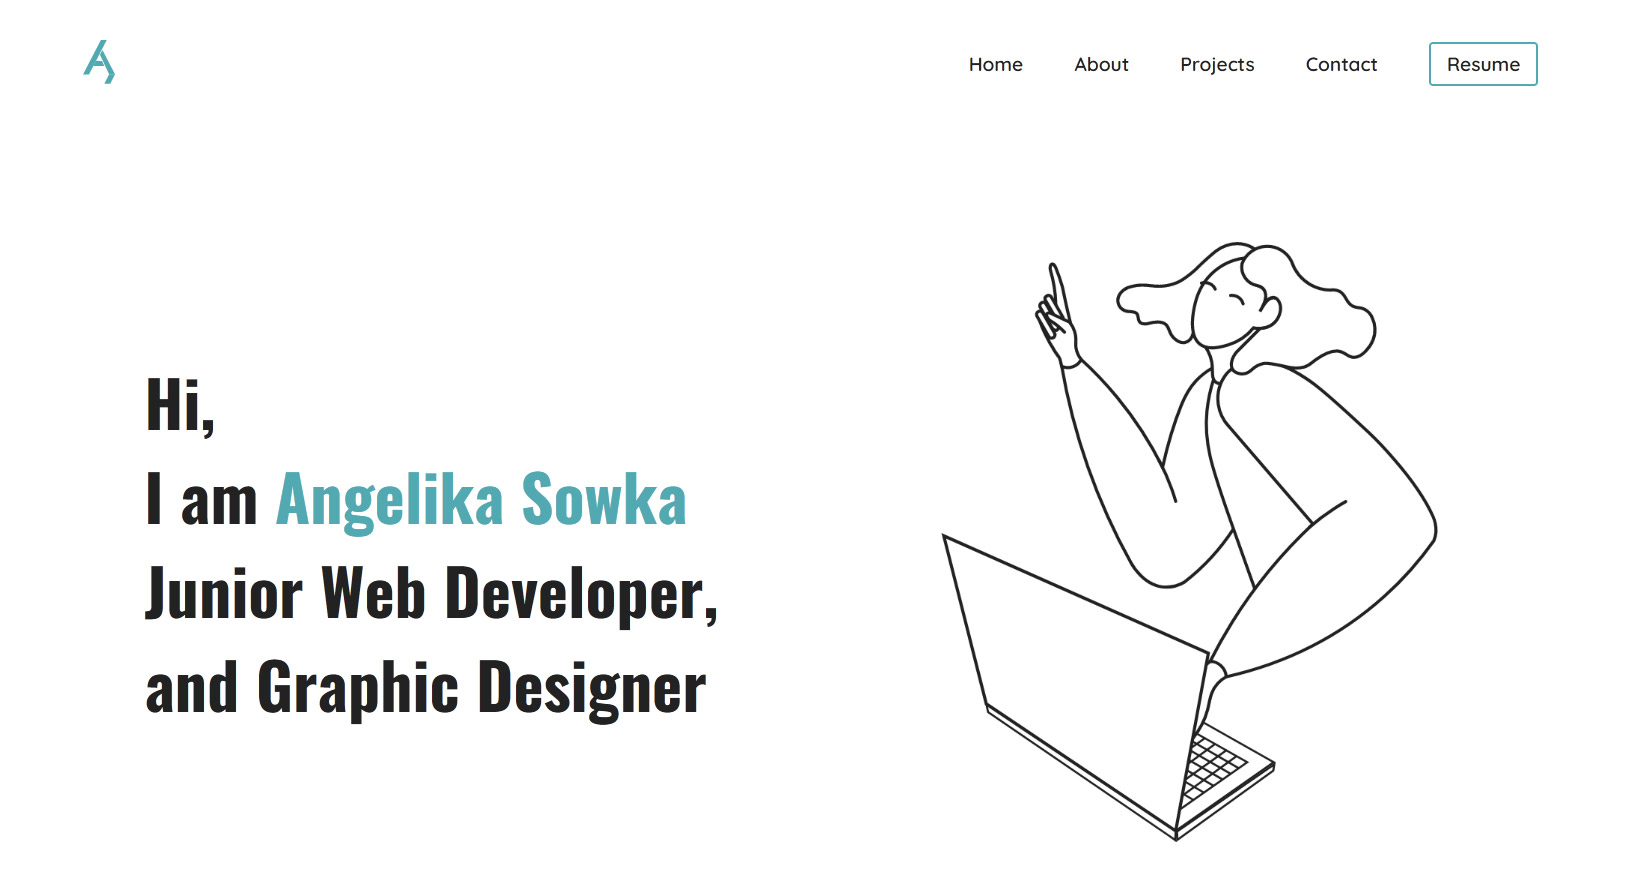 Home About Projects Contact Resume
Hi,
I am Angelika Sowka
Junior Web Developer,
and Graphic Designer